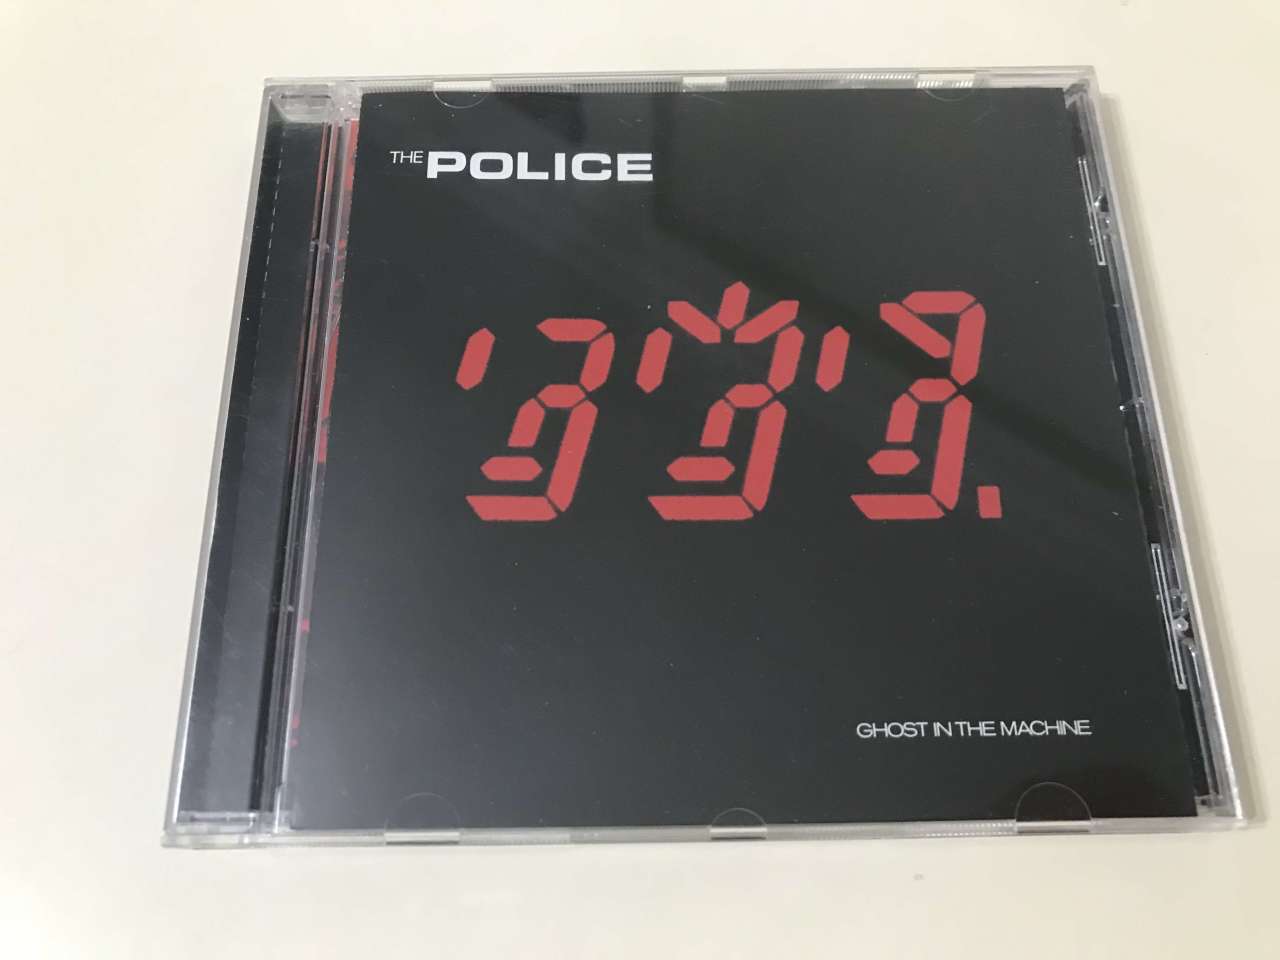 THE POLICE
GHOST IN THE MACHINE